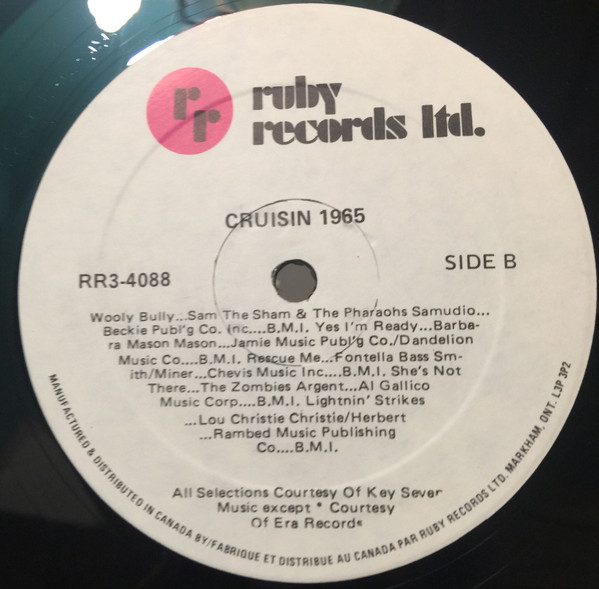 rr
ruby
records ltd.
CRUISIN 1965
RR3-4088
SIDE B
Wooly Bully...Sam The Sham & The Pharaohs Samudio...
Beckie Publ'g Co. Inc....B.M.I. Yes I'm Ready...Barba-
ra Mason Mason...Jamie Music Publ'g Co./Dandelion
Music Co....B.M.I. Rescue Me...Fontella Bass Sm-
ith/Miner...Chevis Music Inc....B.M.I. She's Not
There...The Zombies Argent...Al Gallico
Music Corp....B.M.I. Lightnin' Strikes
...Lou Christie Christie/Herbert
...Rambed Music Publishing
Co....B.M.I.
All Selections Courtesy Of Key Sever
Music except * Courtesy
Of Era Records
MANUFACTURED & DISTRIBUTED IN CANADA BY/FABRIQUE ET DISTRIBUE AU CANADA PAR RUBY RECORDS LTD. MARKHAM, ONT. L3P 3P2